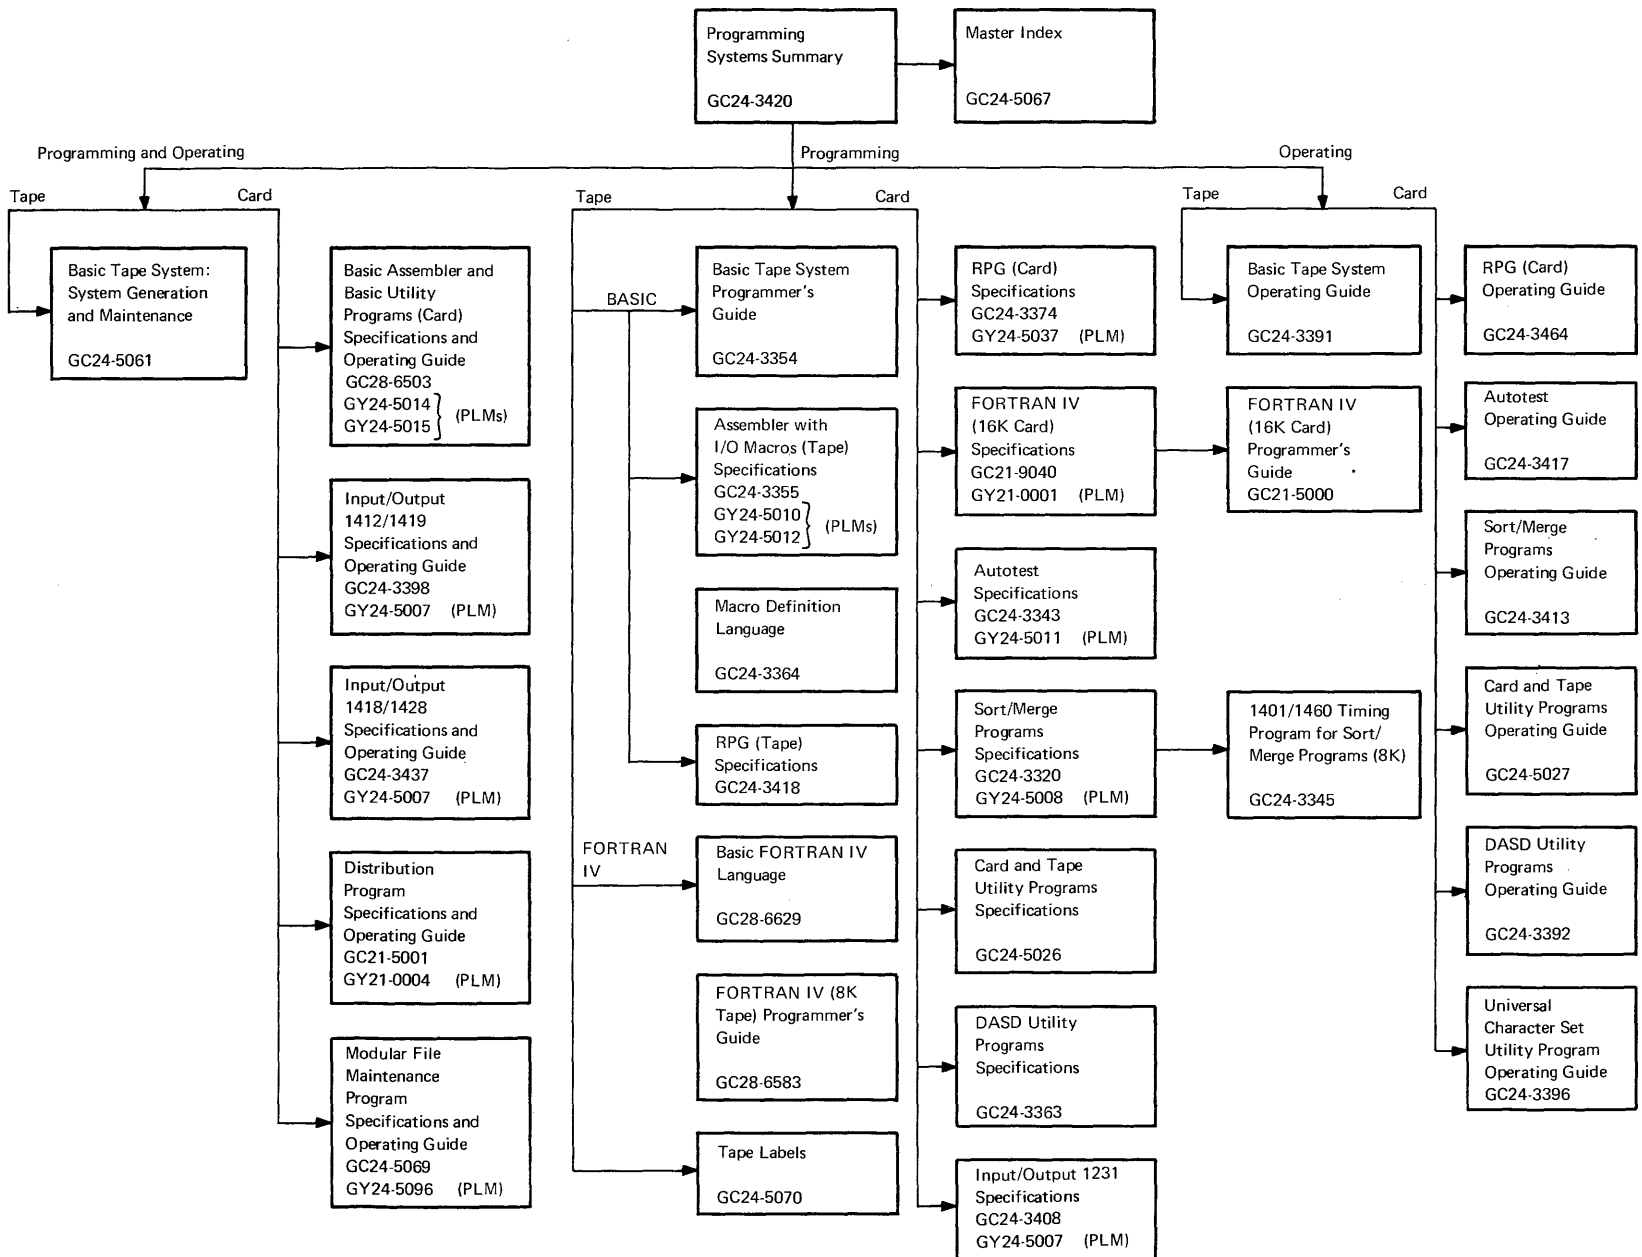 Programming
Systems Summary
GC24-3420
Master Index
GC24-5067
Programming and Operating
Programming
Operating
Tape
Card
Tape
Card
Tape
Card
Basic Tape System:
System Generation
and Maintenance
GC24-5061
Basic Assembler and
Basic Utility
Programs (Card)
Specifications and
Operating Guide
GC28-6503
GY24-5014
GY24-5015
(PLMs)
Input/Output
1412/1419
Specifications and
Operating Guide
GC24-3398
GY24-5007 (PLM)
Input/Output
1418/1428
Specifications and
Operating Guide
GC24-3437
GY24-5007 (PLM)
Distribution
Program
Specifications and
Operating Guide
GC21-5001
GY21-0004 (PLM)
Modular File
Maintenance
Program
Specifications and
Operating Guide
GC24-5069
GY24-5096 (PLM)
BASIC
Basic Tape System
Programmer's
Guide
GC24-3354
Assembler with
I/O Macros (Tape)
Specifications
GC24-3355
GY24-5010
GY24-5012
(PLMs)
Macro Definition
Language
GC24-3364
RPG (Tape)
Specifications
GC24-3418
FORTRAN
IV
Basic FORTRAN IV
Language
GC28-6629
FORTRAN IV (8K
Tape) Programmer's
Guide
GC28-6583
Tape Labels
GC24-5070
RPG (Card)
Specifications
GC24-3374
GY24-5037 (PLM)
FORTRAN IV
(16K Card)
Specifications
GC21-9040
GY21-0001 (PLM)
Autotest
Specifications
GC24-3343
GY24-5011 (PLM)
Sort/Merge
Programs
Specifications
GC24-3320
GY24-5008 (PLM)
Card and Tape
Utility Programs
Specifications
GC24-5026
DASD Utility
Programs
Specifications
GC24-3363
Input/Output 1231
Specifications
GC24-3408
GY24-5007 (PLM)
Basic Tape System
Operating Guide
GC24-3391
FORTRAN IV
(16K Card)
Programmer's
Guide
GC21-5000
1401/1460 Timing
Program for Sort/
Merge Programs (8K)
GC24-3345
RPG (Card)
Operating Guide
GC24-3464
Autotest
Operating Guide
GC24-3417
Sort/Merge
Programs
Operating Guide
GC24-3413
Card and Tape
Utility Programs
Operating Guide
GC24-5027
DASD Utility
Programs
Operating Guide
GC24-3392
Universal
Character Set
Utility Program
Operating Guide
GC24-3396